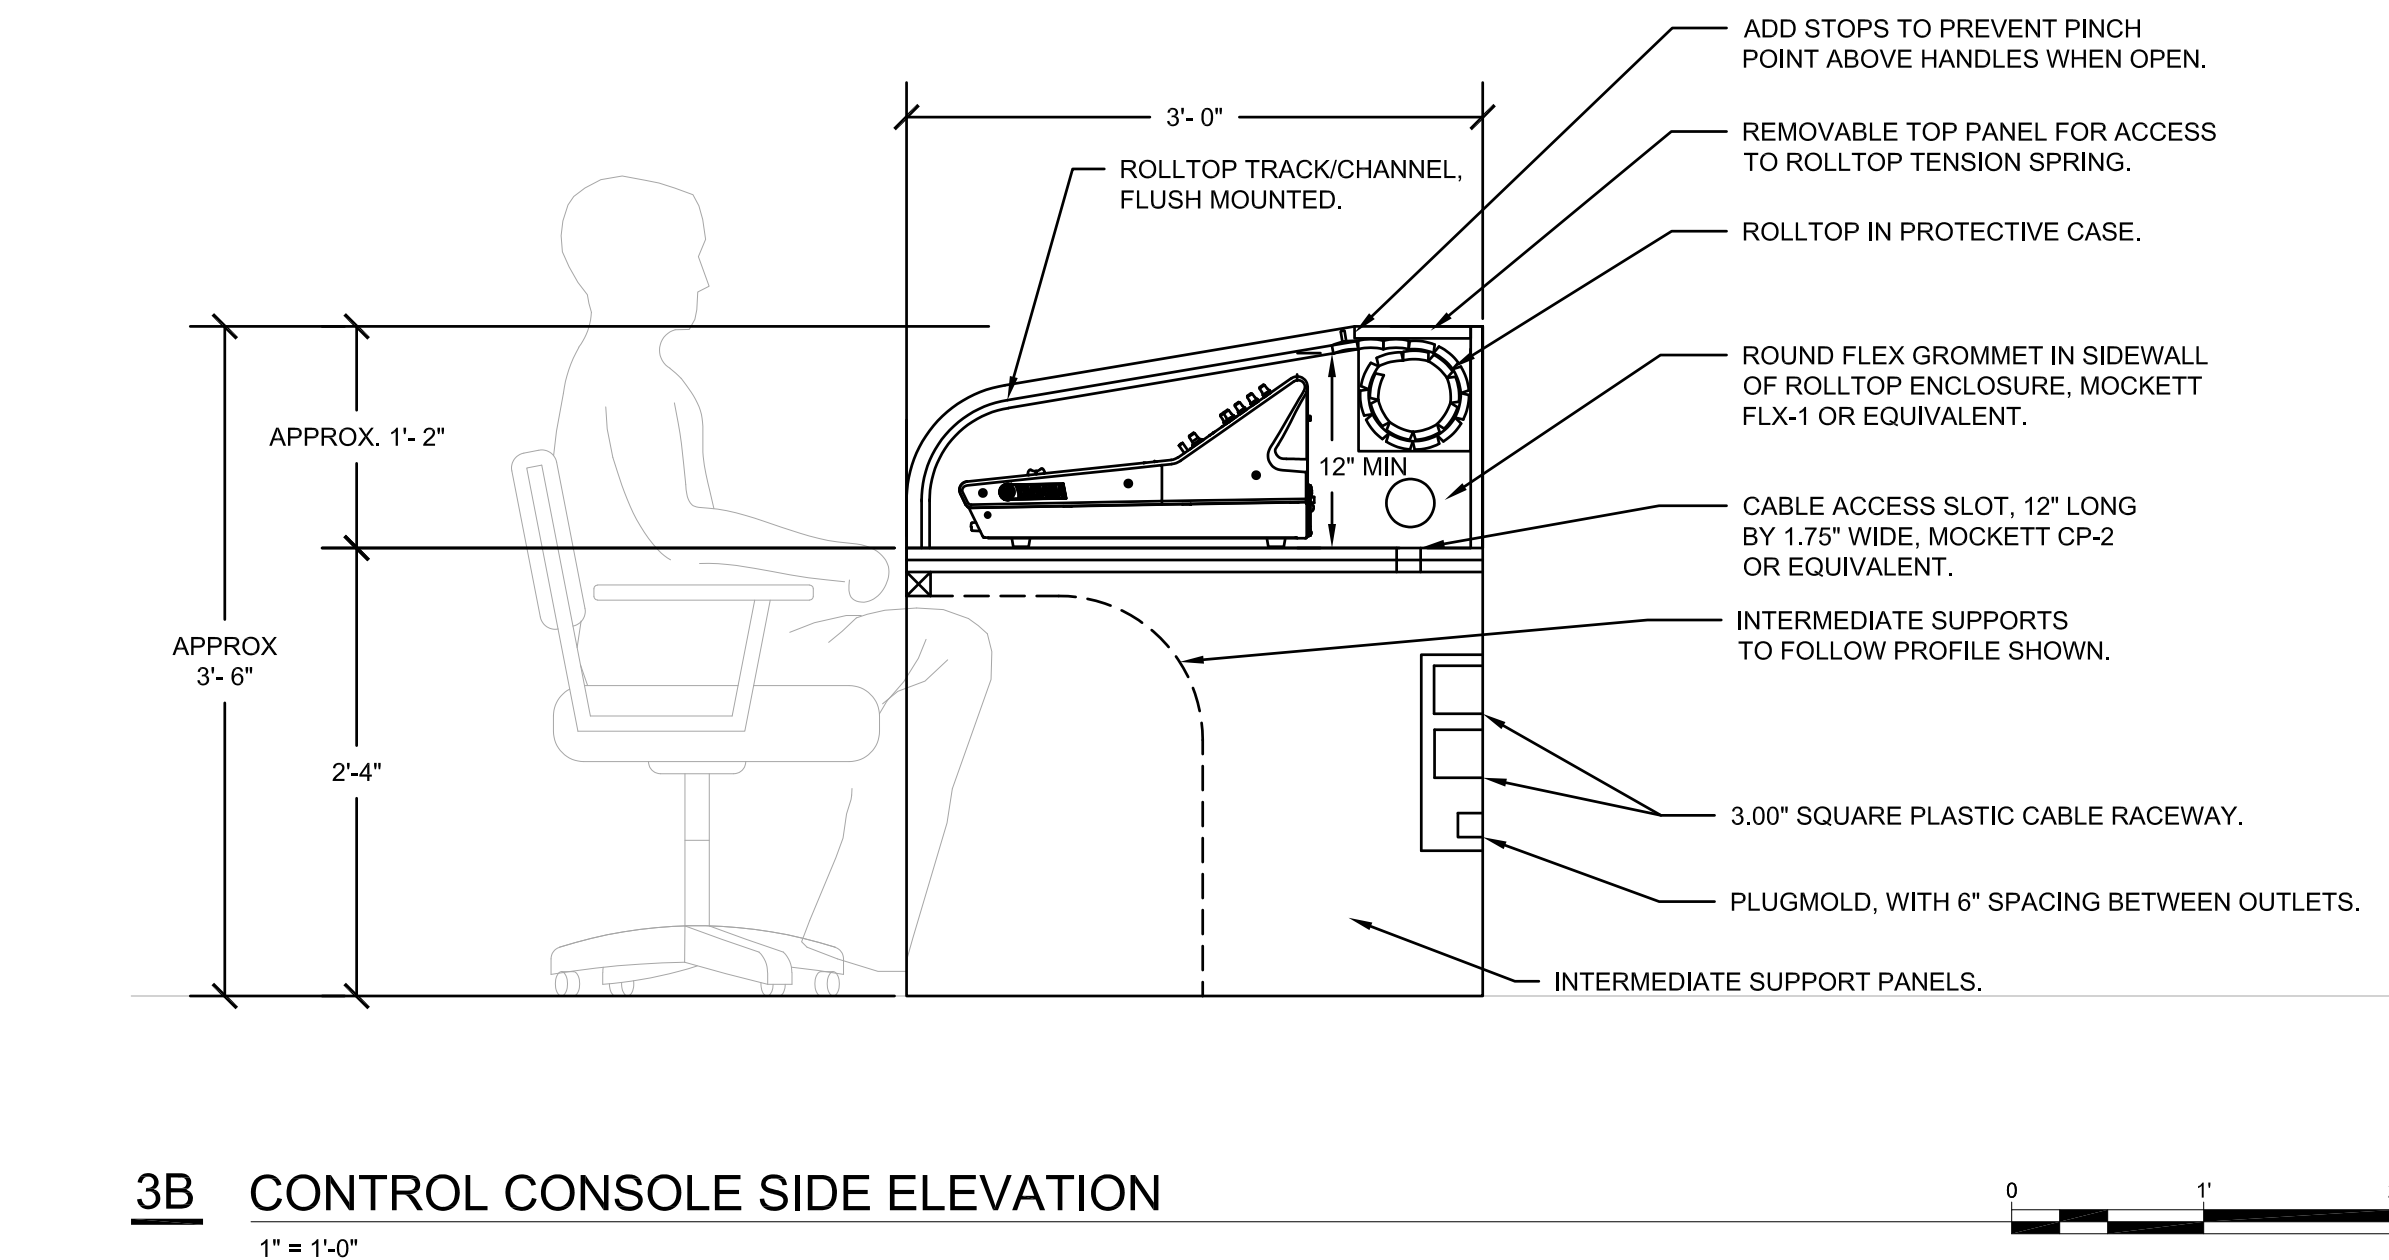 ADD STOPS TO PREVENT PINCH
POINT ABOVE HANDLES WHEN OPEN.
3'- 0"
REMOVABLE TOP PANEL FOR ACCESS
TO ROLLTOP TENSION SPRING.
ROLLTOP TRACK/CHANNEL,
FLUSH MOUNTED.
ROLLTOP IN PROTECTIVE CASE.
ROUND FLEX GROMMET IN SIDEWALL
OF ROLLTOP ENCLOSURE, MOCKETT
FLX-1 OR EQUIVALENT.
APPROX. 1'- 2"
12" MIN
CABLE ACCESS SLOT, 12" LONG
BY 1.75" WIDE, MOCKETT CP-2
OR EQUIVALENT.
INTERMEDIATE SUPPORTS
TO FOLLOW PROFILE SHOWN.
APPROX
3'- 6"
2'-4"
3.00" SQUARE PLASTIC CABLE RACEWAY.
PLUGMOLD, WITH 6" SPACING BETWEEN OUTLETS.
INTERMEDIATE SUPPORT PANELS.
3B CONTROL CONSOLE SIDE ELEVATION
1" = 1'-0"
0 1'